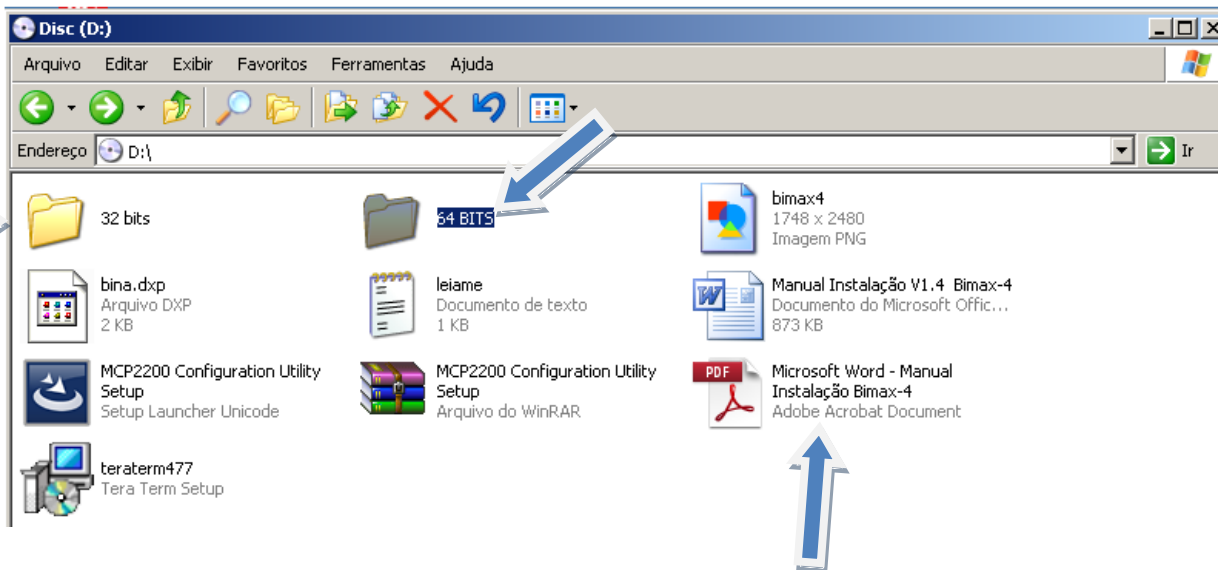 Disc (D:)
Arquivo Editar Exibir Favoritos Ferramentas Ajuda
Endereço D:\ Ir
32 bits
64 BITS
bimax4
1748 x 2480
Imagem PNG
bina.dxp
Arquivo DXP
2 KB
leiame
Documento de texto
1 KB
Manual Instalação V1.4 Bimax-4
Documento do Microsoft Offic...
873 KB
MCP2200 Configuration Utility
Setup
Setup Launcher Unicode
MCP2200 Configuration Utility
Setup
Arquivo do WinRAR
PDF
Microsoft Word - Manual
Instalação Bimax-4
Adobe Acrobat Document
teraterm477
Tera Term Setup